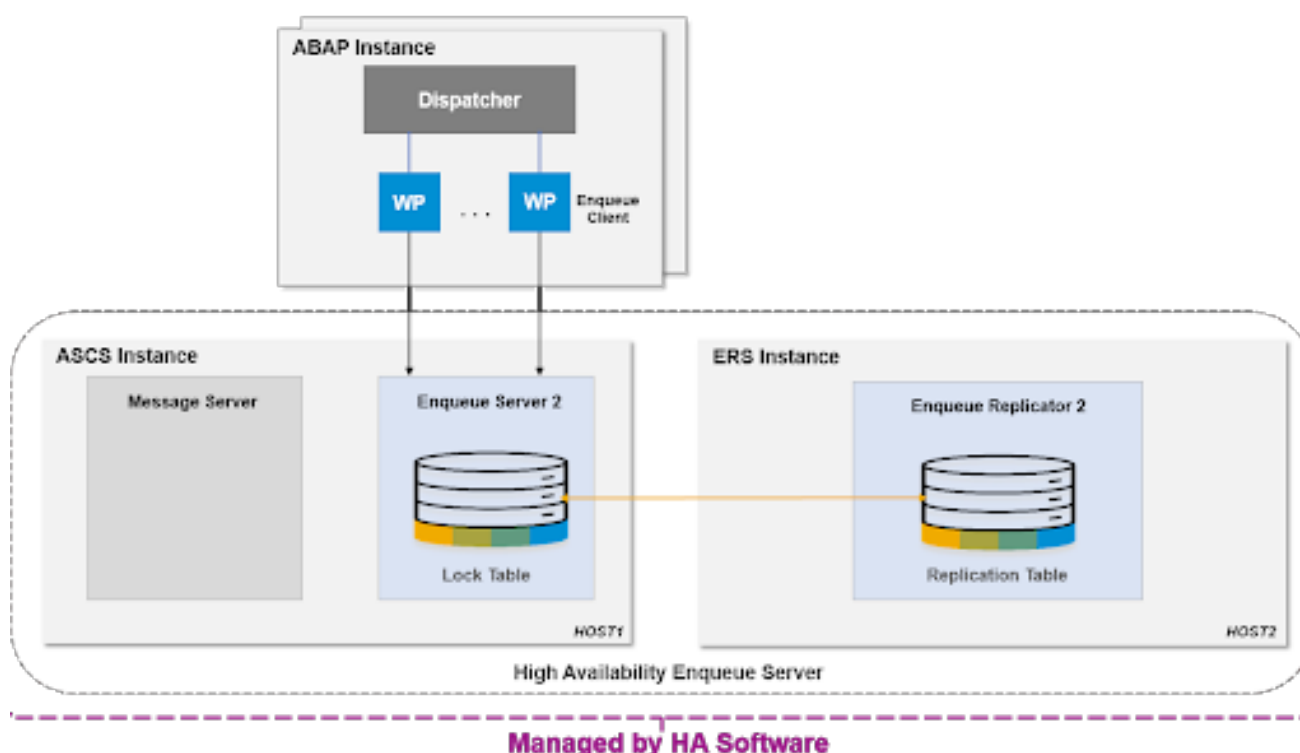 ABAP Instance
Dispatcher
WP
. . .
WP
Enqueue
Client
ASCS Instance
Message Server
Enqueue Server 2
Lock Table
HOST1
ERS Instance
Enqueue Replicator 2
Replication Table
HOST2
High Availability Enqueue Server
Managed by HA Software